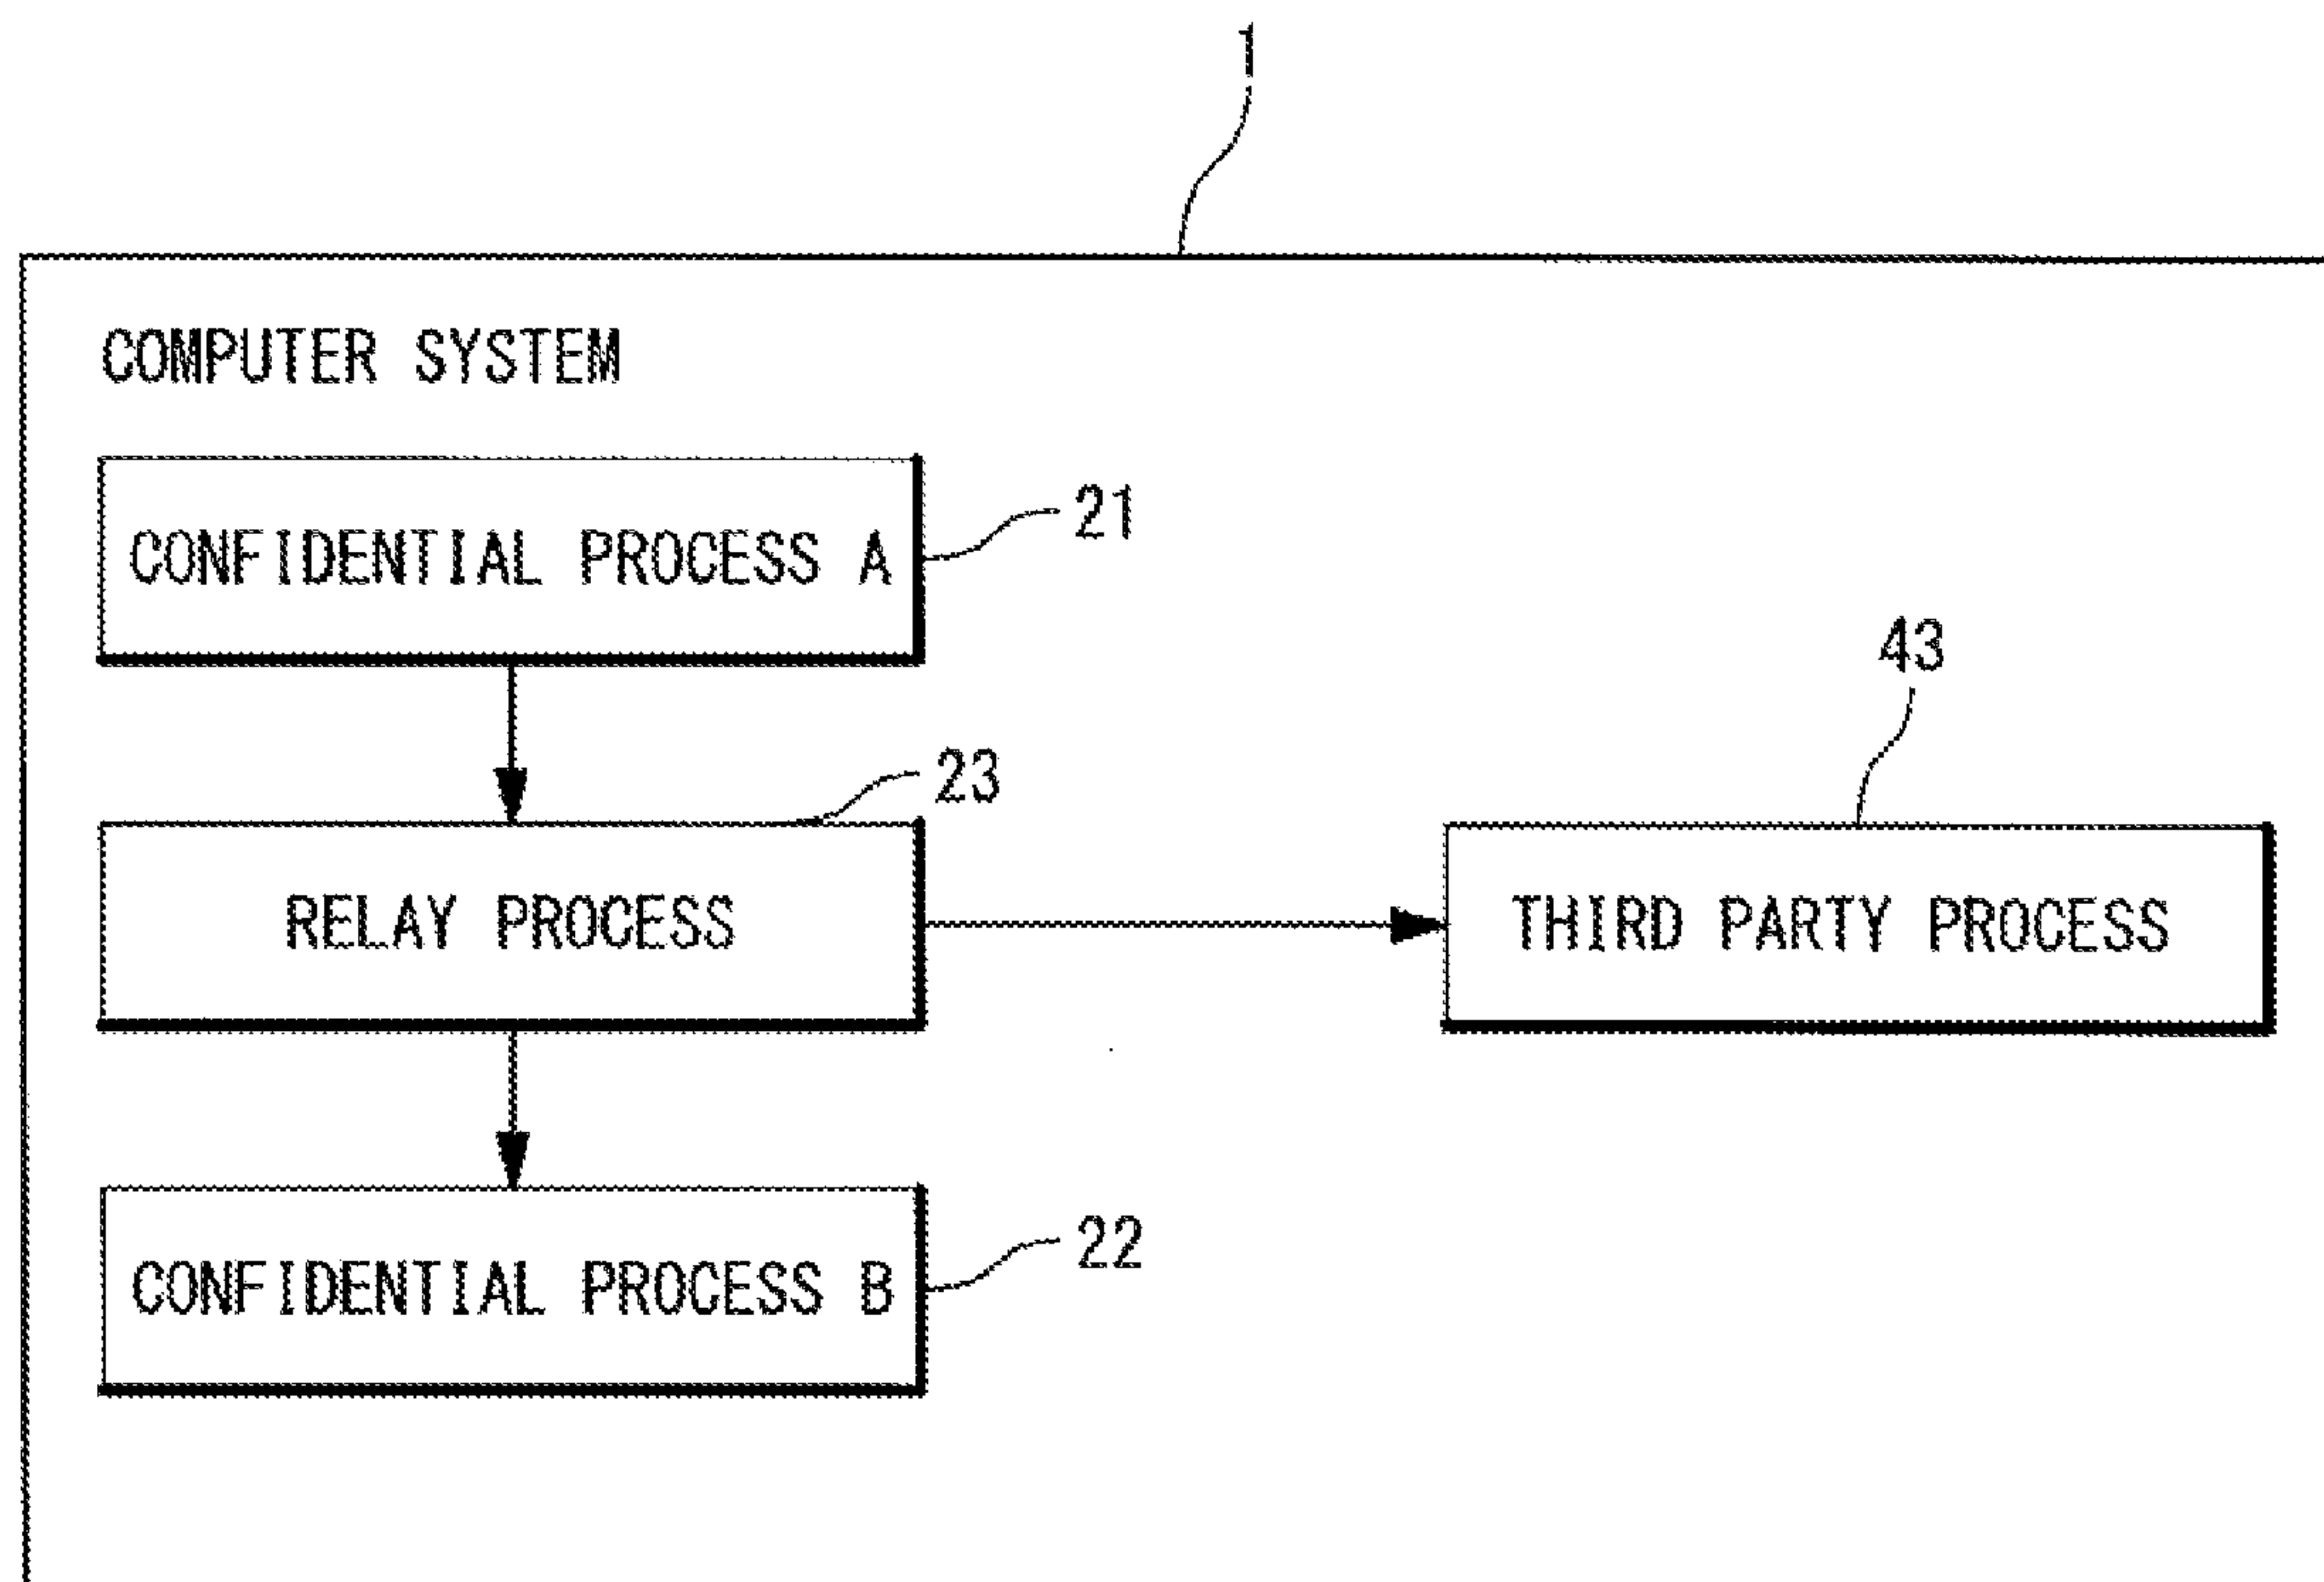 1
COMPUTER SYSTEM
CONFIDENTIAL PROCESS A
21
43
23
RELAY PROCESS
THIRD PARTY PROCESS
CONFIDENTIAL PROCESS B
22